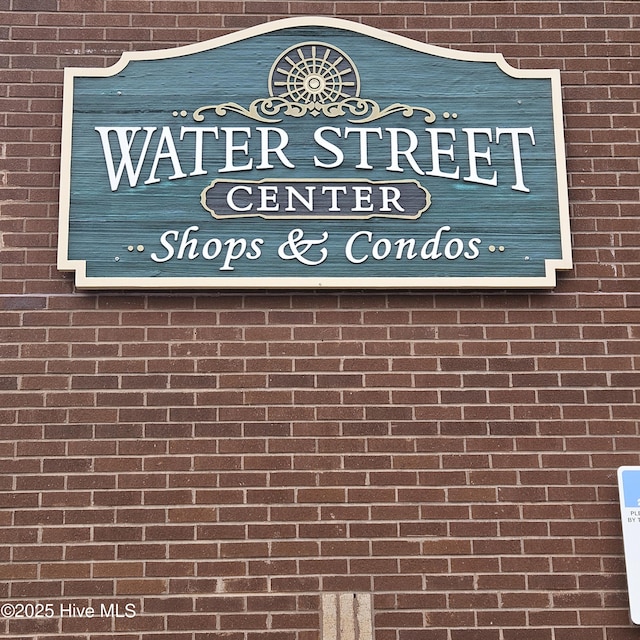 WATER STREET
CENTER
Shops & Condos
©2025 Hive MLS